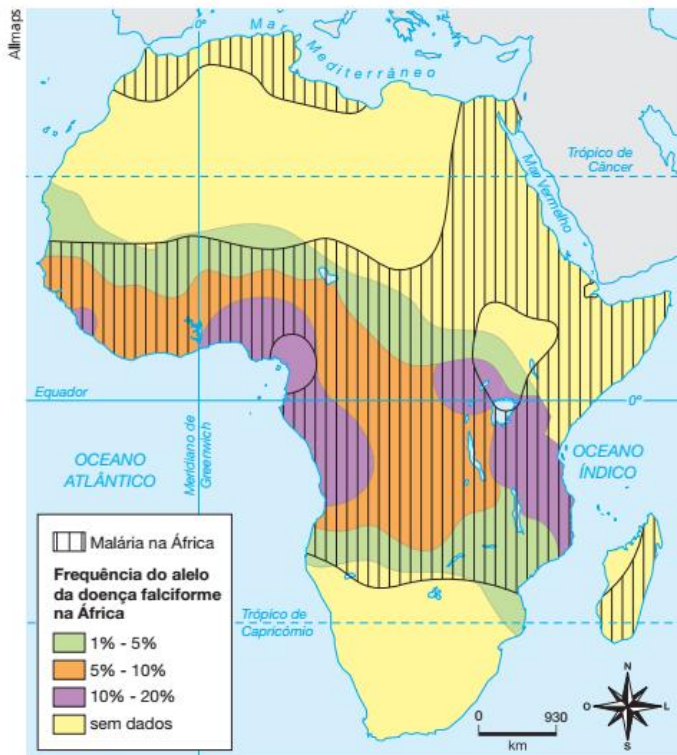 Allmaps
0°
Mar Mediterrâneo
Trópico de
Câncer
Mar Vermelho
Equador
0°
OCEANO
ATLÂNTICO
Meridiano de
Greenwich
OCEANO
ÍNDICO
Malária na África
Frequência do alelo
da doença falciforme
na África
1% - 5%
5% - 10%
10% - 20%
sem dados
Trópico de
Capricórnio
0 930
km
N
O L
S